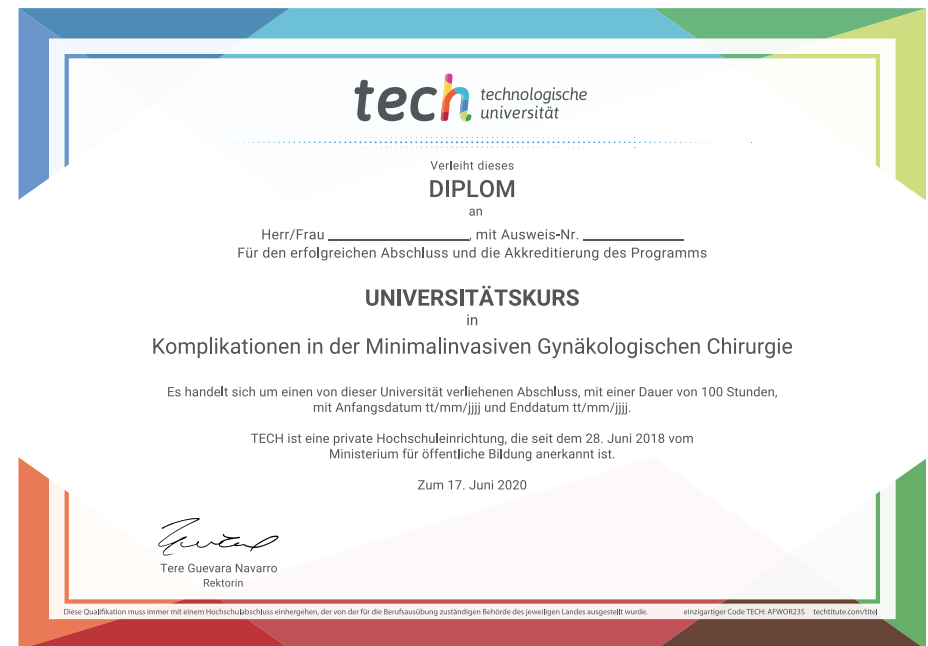 tech technologische
universität
Verleiht dieses
DIPLOM
an
Herr/Frau ____________________, mit Ausweis-Nr. ______________
Für den erfolgreichen Abschluss und die Akkreditierung des Programms
UNIVERSITÄTSKURS
in
Komplikationen in der Minimalinvasiven Gynäkologischen Chirurgie
Es handelt sich um einen von dieser Universität verliehenen Abschluss, mit einer Dauer von 100 Stunden,
mit Anfangsdatum tt/mm/jjjj und Enddatum tt/mm/jjjj.
TECH ist eine private Hochschuleinrichtung, die seit dem 28. Juni 2018 vom
Ministerium für öffentliche Bildung anerkannt ist.
Zum 17. Juni 2020
Tere Guevara Navarro
Rektorin
Diese Qualifikation muss immer mit einem Hochschulabschluss einhergehen, der von der für die Berufsausübung zuständigen Behörde des jeweiligen Landes ausgestellt wurde. einzigartiger Code TECH: AFWOR23S techtitute.com/titel